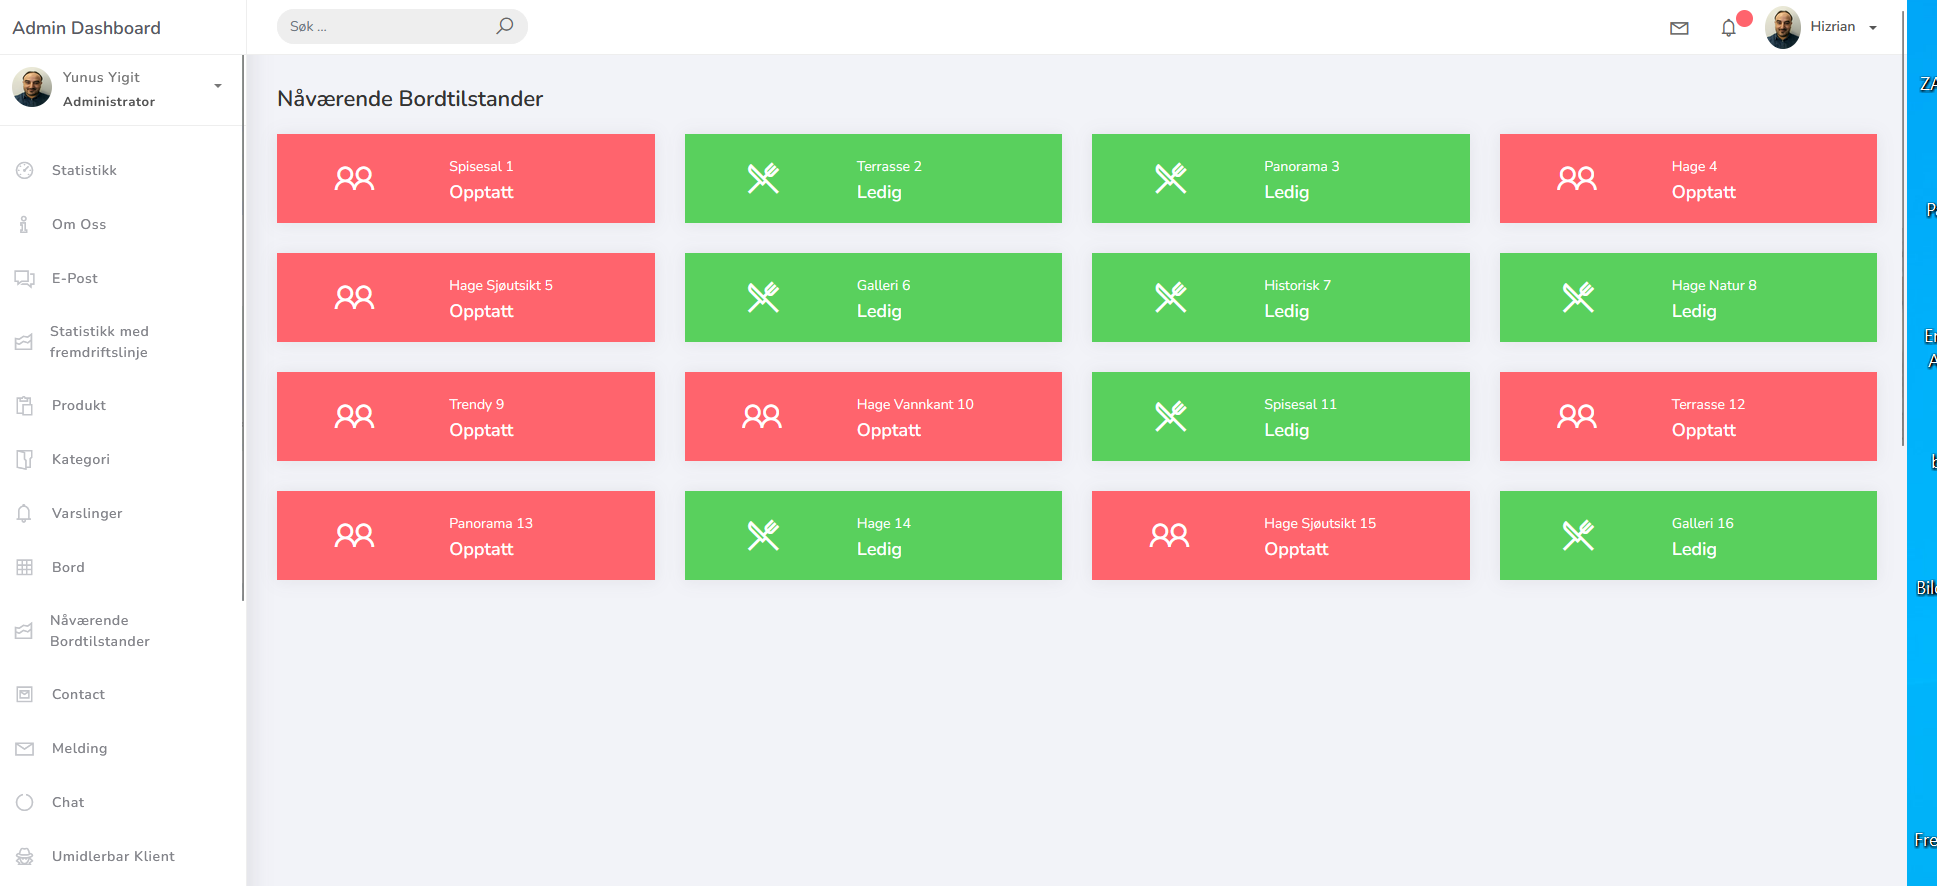 Admin Dashboard
Søk ...
Hizrian
Yunus Yigit
Administrator
Statistikk
Om Oss
E-Post
Statistikk med
fremdriftslinje
Produkt
Kategori
Varslinger
Bord
Nåværende
Bordtilstander
Contact
Melding
Chat
Umidlerbar Klient
Nåværende Bordtilstander
Spisesal 1
Opptatt
Terrasse 2
Ledig
Panorama 3
Ledig
Hage 4
Opptatt
Hage Sjøutsikt 5
Opptatt
Galleri 6
Ledig
Historisk 7
Ledig
Hage Natur 8
Ledig
Trendy 9
Opptatt
Hage Vannkant 10
Opptatt
Spisesal 11
Ledig
Terrasse 12
Opptatt
Panorama 13
Opptatt
Hage 14
Ledig
Hage Sjøutsikt 15
Opptatt
Galleri 16
Ledig